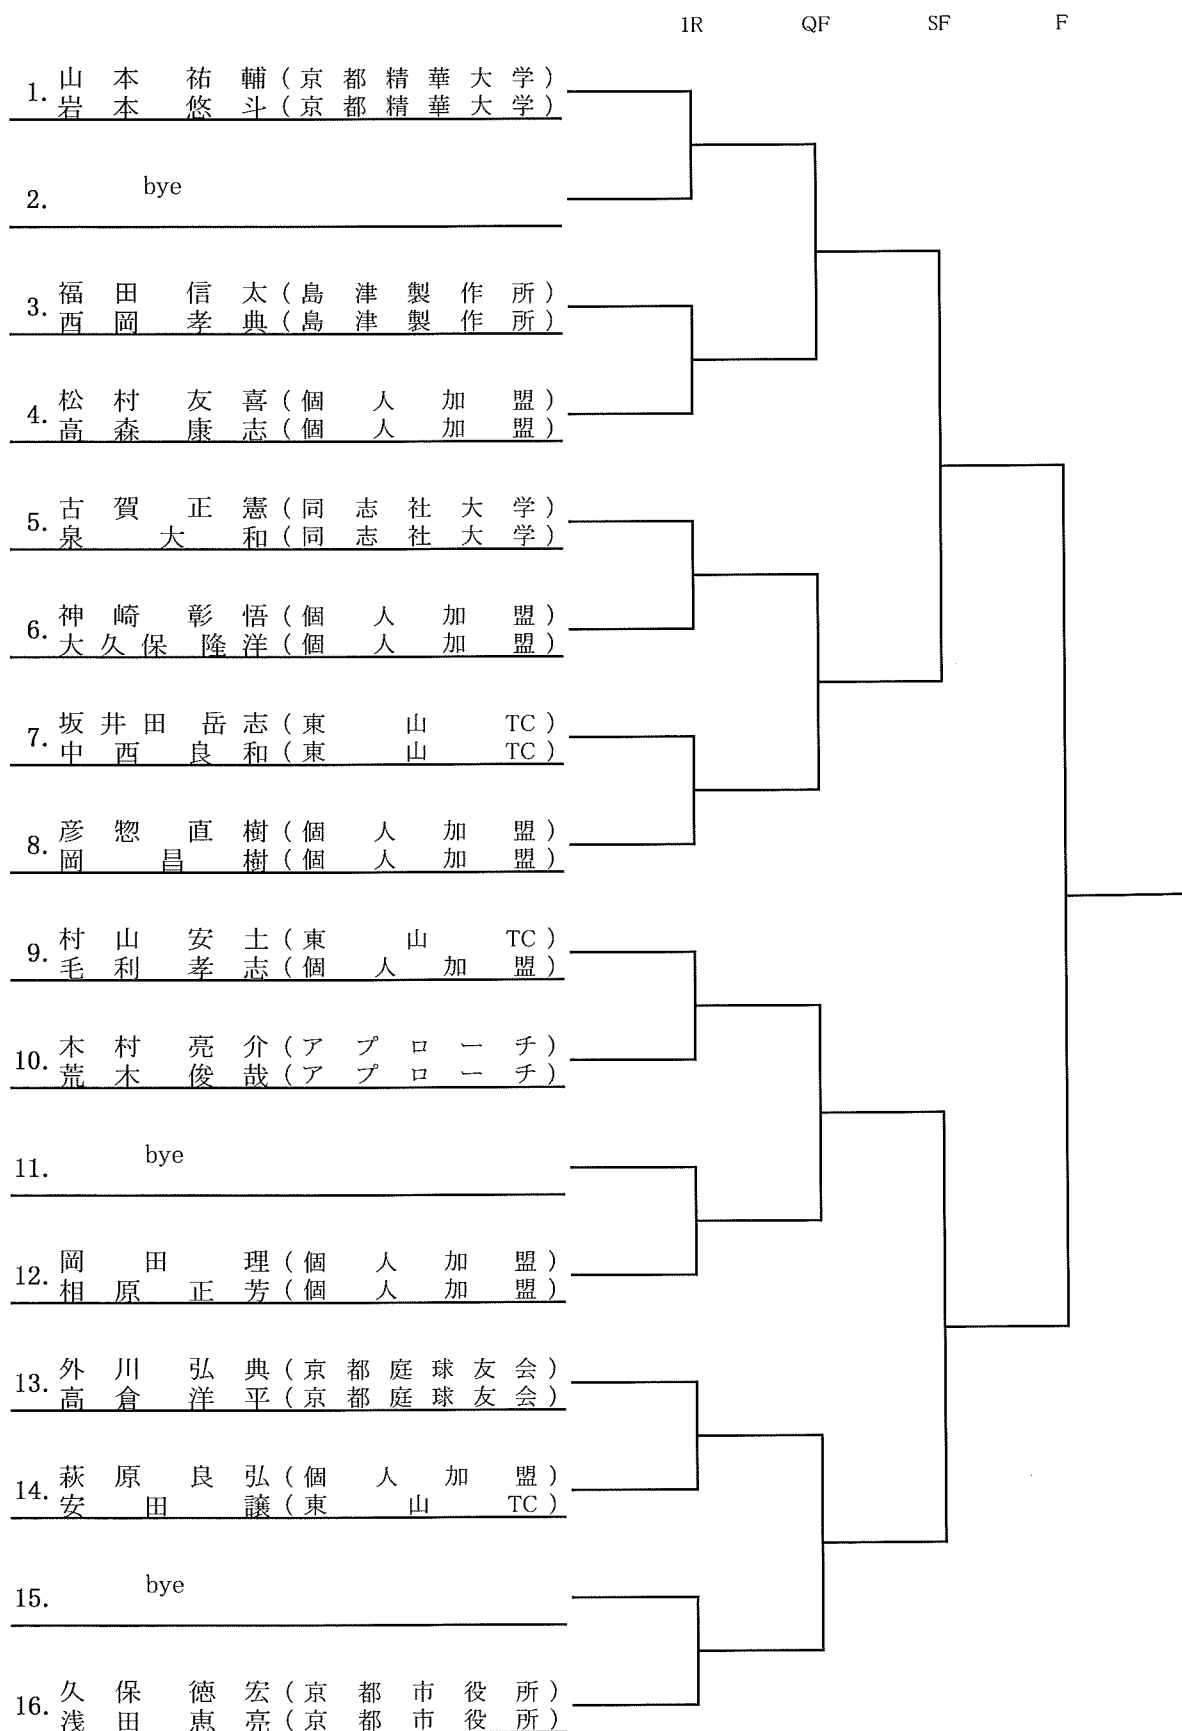 1R QF SF F
山本 祐輔(京都精華大学)
1.
岩本 悠斗(京都精華大学)
2. bye
福田 信太(島津製作所)
3.
西岡 孝典(島津製作所)
松村 友喜(個人加盟)
4.
高森 康志(個人加盟)
古賀 正憲(同志社大学)
5.
泉 大和(同志社大学)
神崎 彰悟(個人加盟)
6.
大久保 隆洋(個人加盟)
坂井田 岳志(東山TC)
7.
中西 良和(東山TC)
彦惣 直樹(個人加盟)
8.
岡 昌樹(個人加盟)
村山 安土(東山TC)
9.
毛利 孝志(個人加盟)
木村 亮介(アプローチ)
10.
荒木 俊哉(アプローチ)
11. bye
岡田 理(個人加盟)
12.
相原 正芳(個人加盟)
外川 弘典(京都庭球友会)
13.
高倉 洋平(京都庭球友会)
萩原 良弘(個人加盟)
14.
安田 譲(東山TC)
15. bye
久保 徳宏(京都市役所)
16.
浅田 恵亮(京都市役所)